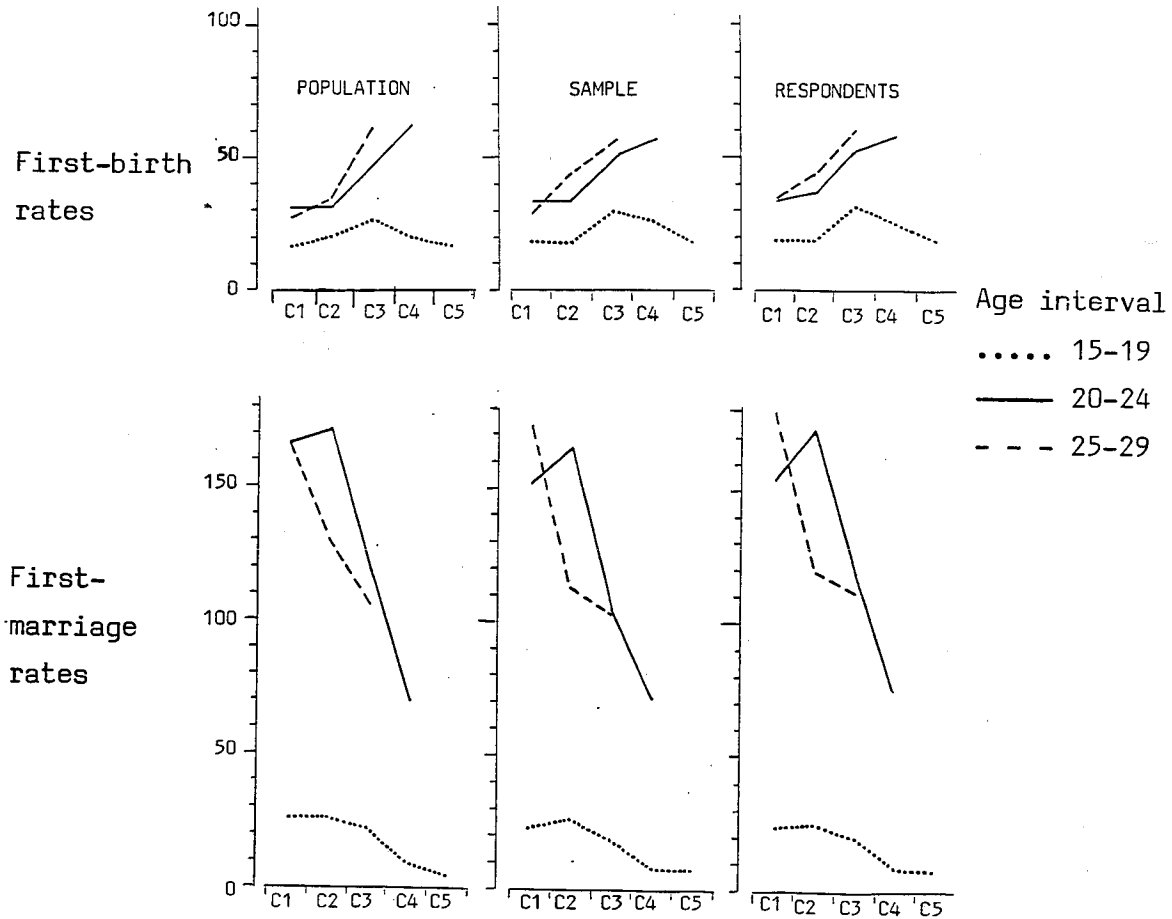 100
50
0
First-birth
rates
POPULATION
SAMPLE
RESPONDENTS
C1 C2 C3 C4 C5
C1 C2 C3 C4 C5
C1 C2 C3 C4 C5
Age interval
15-19
20-24
25-29
150
100
50
0
First-
marriage
rates
C1 C2 C3 C4 C5
C1 C2 C3 C4 C5
C1 C2 C3 C4 C5